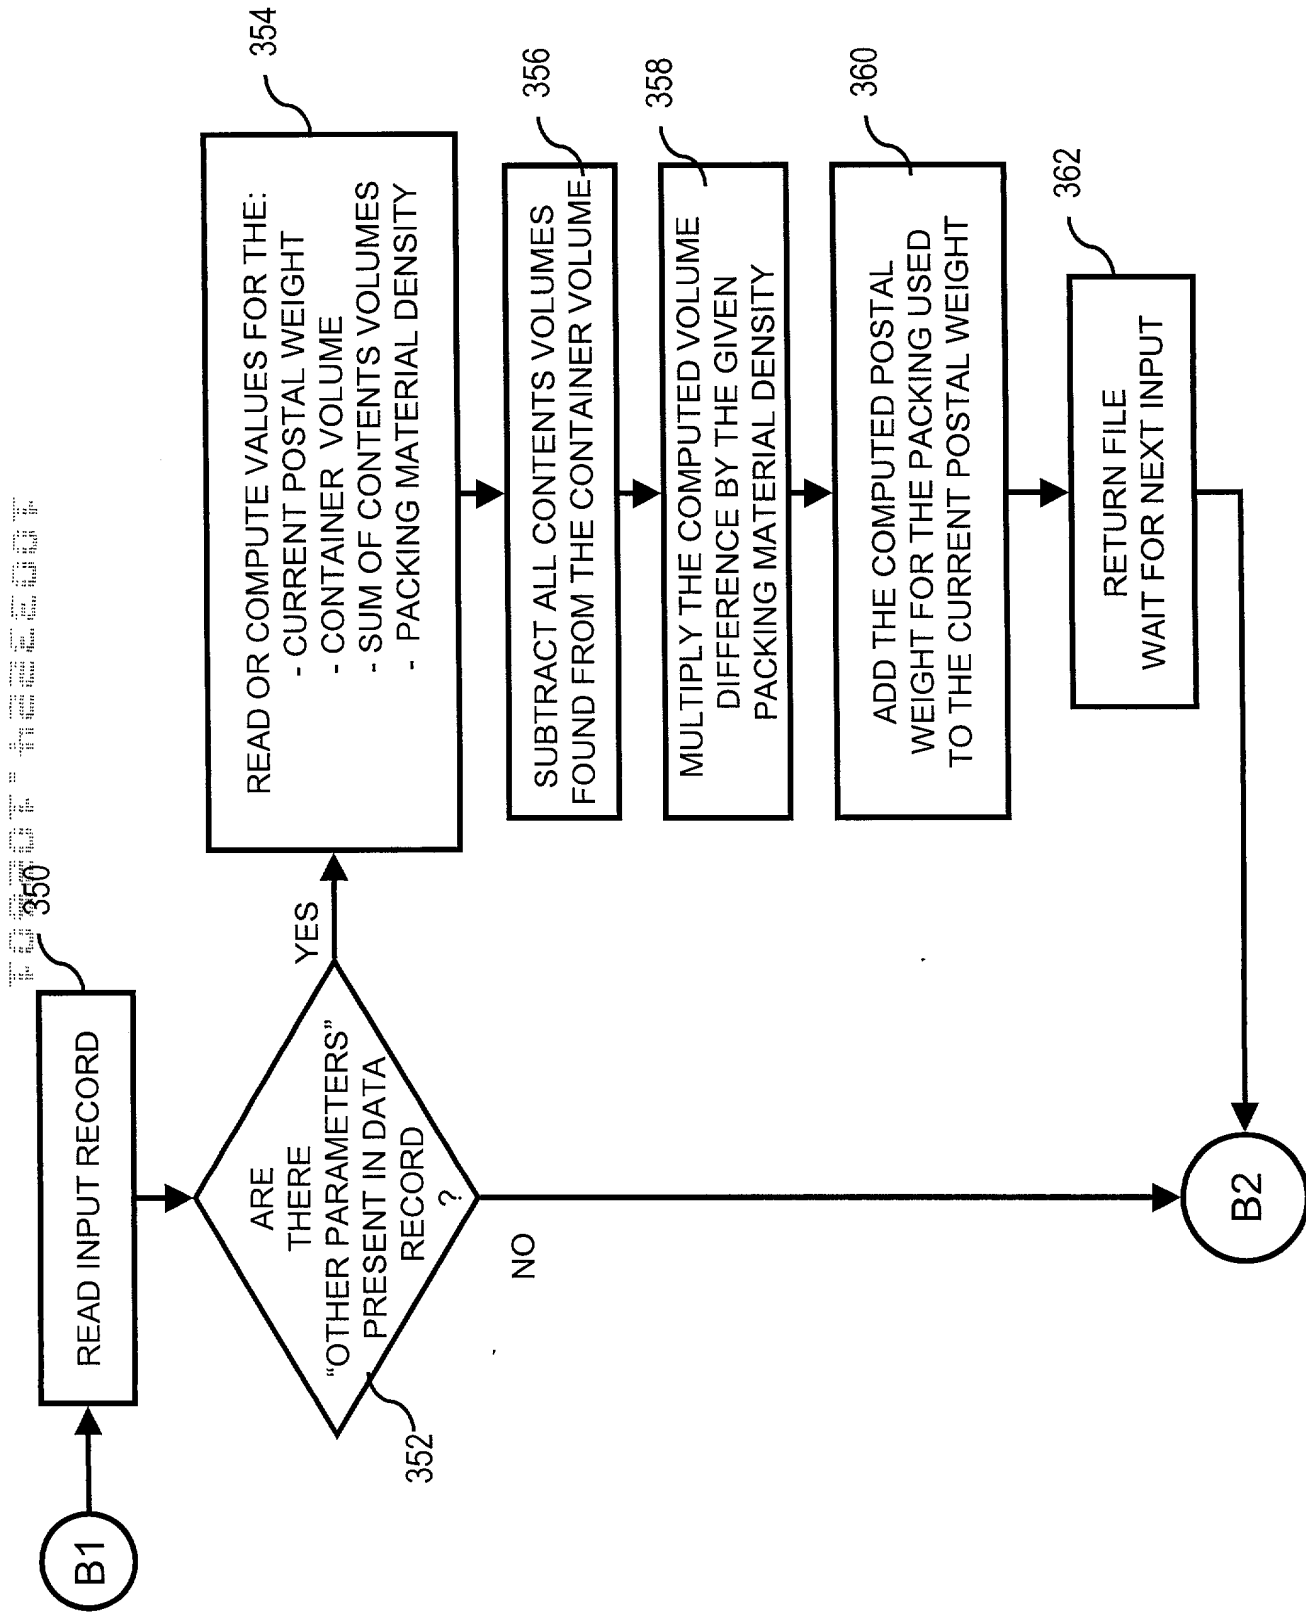 B1
READ INPUT RECORD
350
ARE
THERE
“OTHER PARAMETERS”
PRESENT IN DATA
RECORD
?
352
YES
NO
READ OR COMPUTE VALUES FOR THE:
- CURRENT POSTAL WEIGHT
- CONTAINER VOLUME
- SUM OF CONTENTS VOLUMES
- PACKING MATERIAL DENSITY
354
SUBTRACT ALL CONTENTS VOLUMES
FOUND FROM THE CONTAINER VOLUME
356
MULTIPLY THE COMPUTED VOLUME
DIFFERENCE BY THE GIVEN
PACKING MATERIAL DENSITY
358
ADD THE COMPUTED POSTAL
WEIGHT FOR THE PACKING USED
TO THE CURRENT POSTAL WEIGHT
360
RETURN FILE
WAIT FOR NEXT INPUT
362
B2